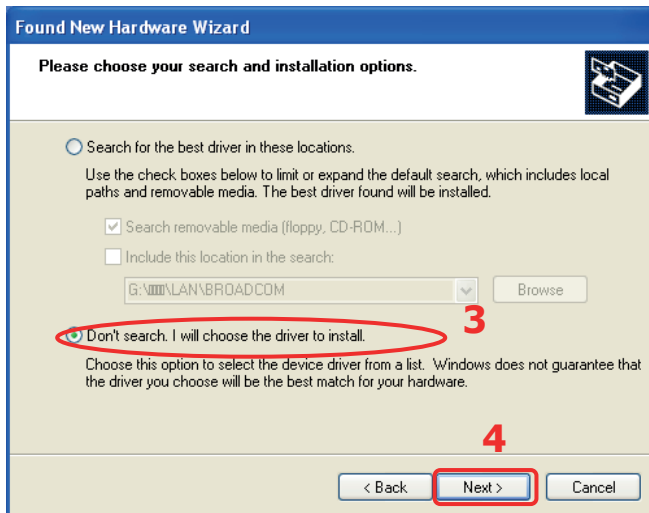 Found New Hardware Wizard
Please choose your search and installation options.
Search for the best driver in these locations.
Use the check boxes below to limit or expand the default search, which includes local
paths and removable media. The best driver found will be installed.
Search removable media (floppy, CD-ROM...)
Include this location in the search:
\LAN\BROADCOM
Browse
3
Don't search. I will choose the driver to install.
Choose this option to select the device driver from a list. Windows does not guarantee that
the driver you choose will be the best match for your hardware.
4
< Back
Next >
Cancel